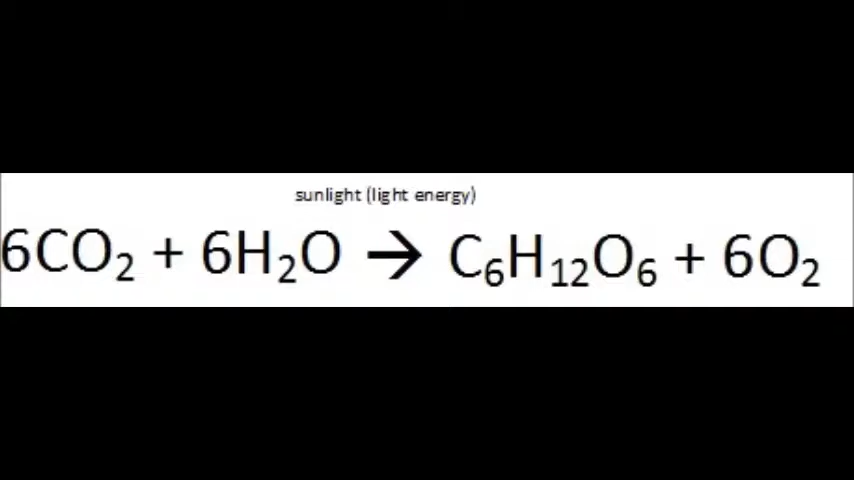 sunlight (light energy)
6CO₂ + 6H₂O → C₆H₁₂O₆ + 6O₂